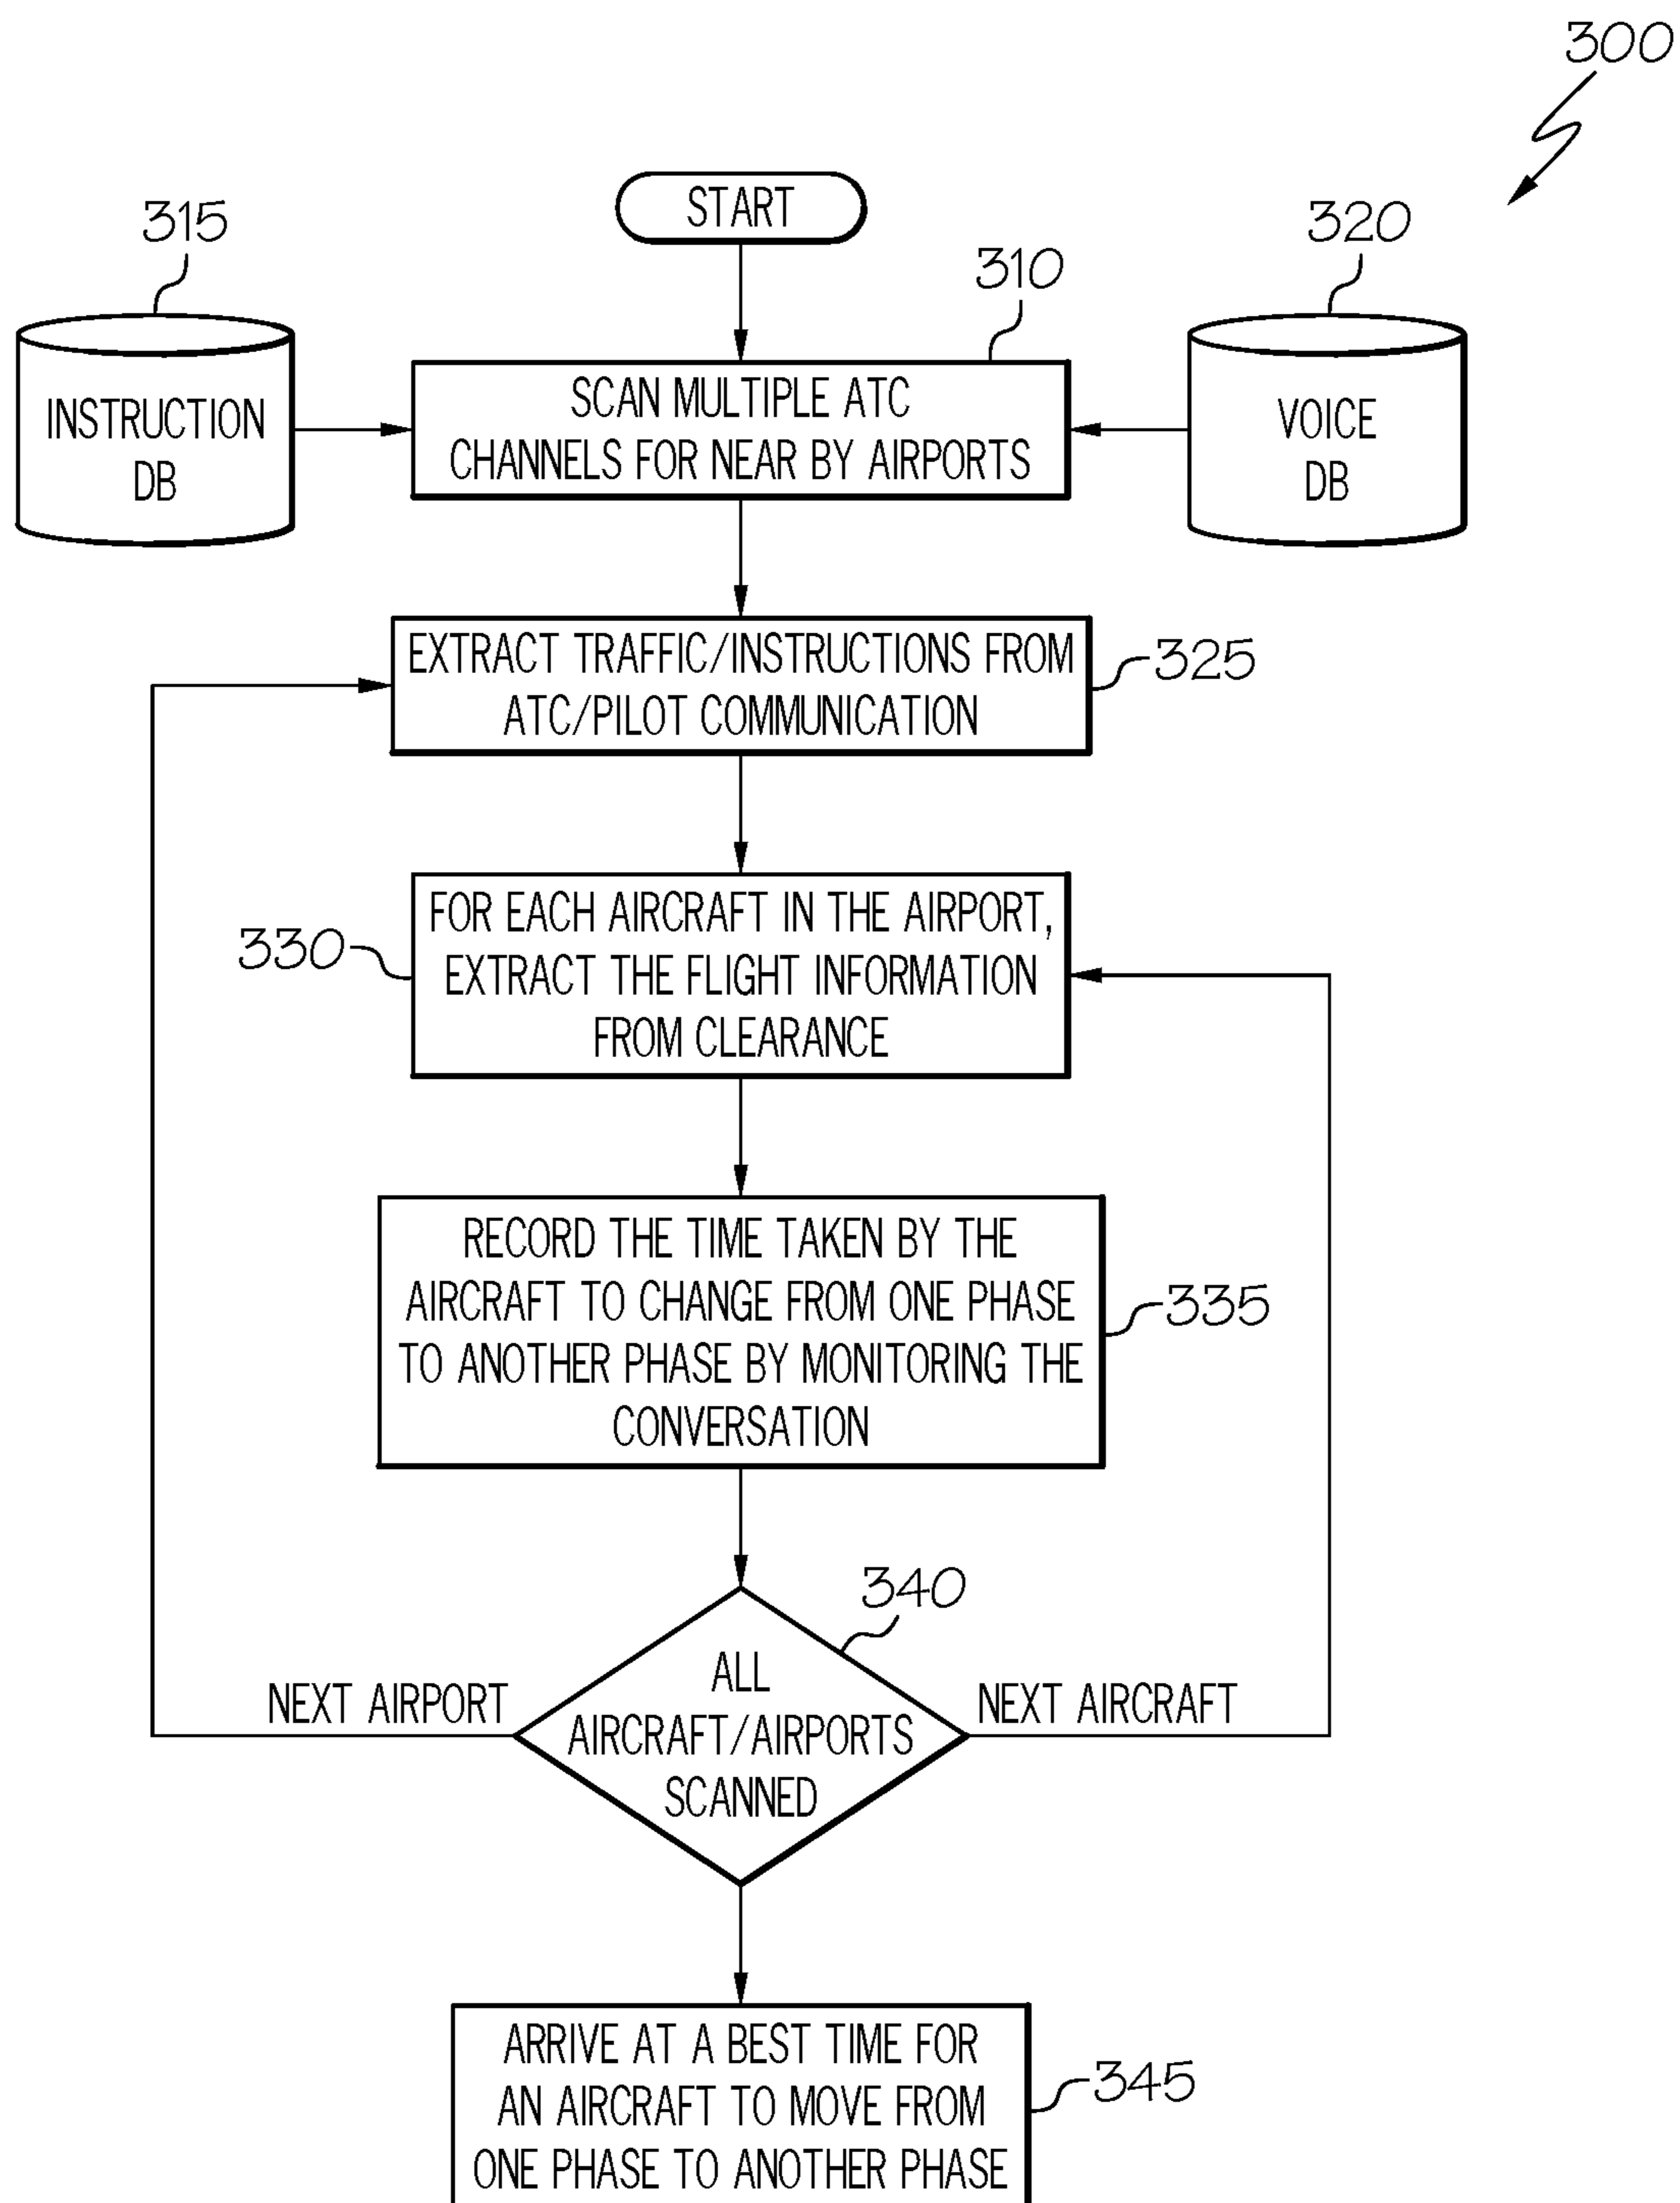 300
START
315
320
310
INSTRUCTION
DB
SCAN MULTIPLE ATC
CHANNELS FOR NEAR BY AIRPORTS
VOICE
DB
EXTRACT TRAFFIC/INSTRUCTIONS FROM
ATC/PILOT COMMUNICATION
325
330
FOR EACH AIRCRAFT IN THE AIRPORT,
EXTRACT THE FLIGHT INFORMATION
FROM CLEARANCE
RECORD THE TIME TAKEN BY THE
AIRCRAFT TO CHANGE FROM ONE PHASE
TO ANOTHER PHASE BY MONITORING THE
CONVERSATION
335
340
NEXT AIRPORT
ALL
AIRCRAFT/AIRPORTS
SCANNED
NEXT AIRCRAFT
ARRIVE AT A BEST TIME FOR
AN AIRCRAFT TO MOVE FROM
ONE PHASE TO ANOTHER PHASE
345